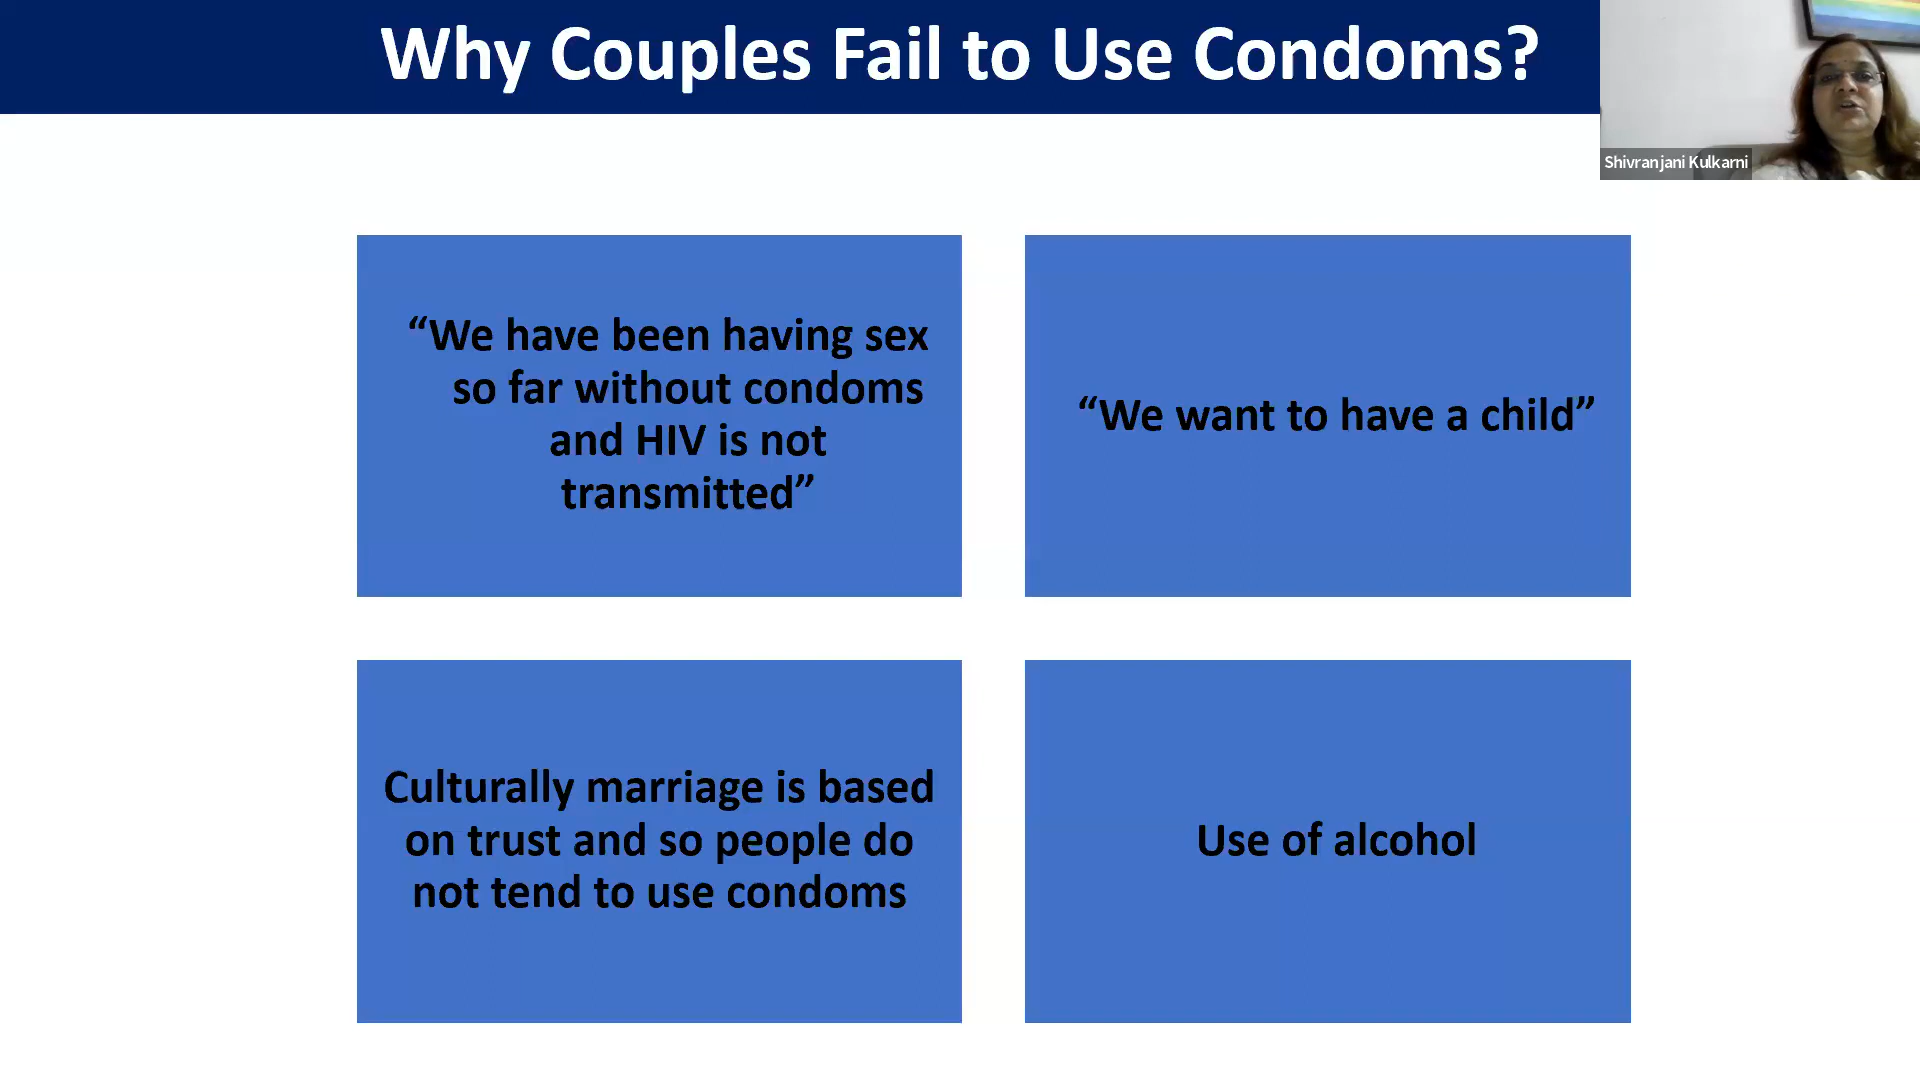 Why Couples Fail to Use Condoms?
Shivranjani Kulkarni
“We have been having sex
so far without condoms
and HIV is not
transmitted”
“We want to have a child”
Culturally marriage is based
on trust and so people do
not tend to use condoms
Use of alcohol